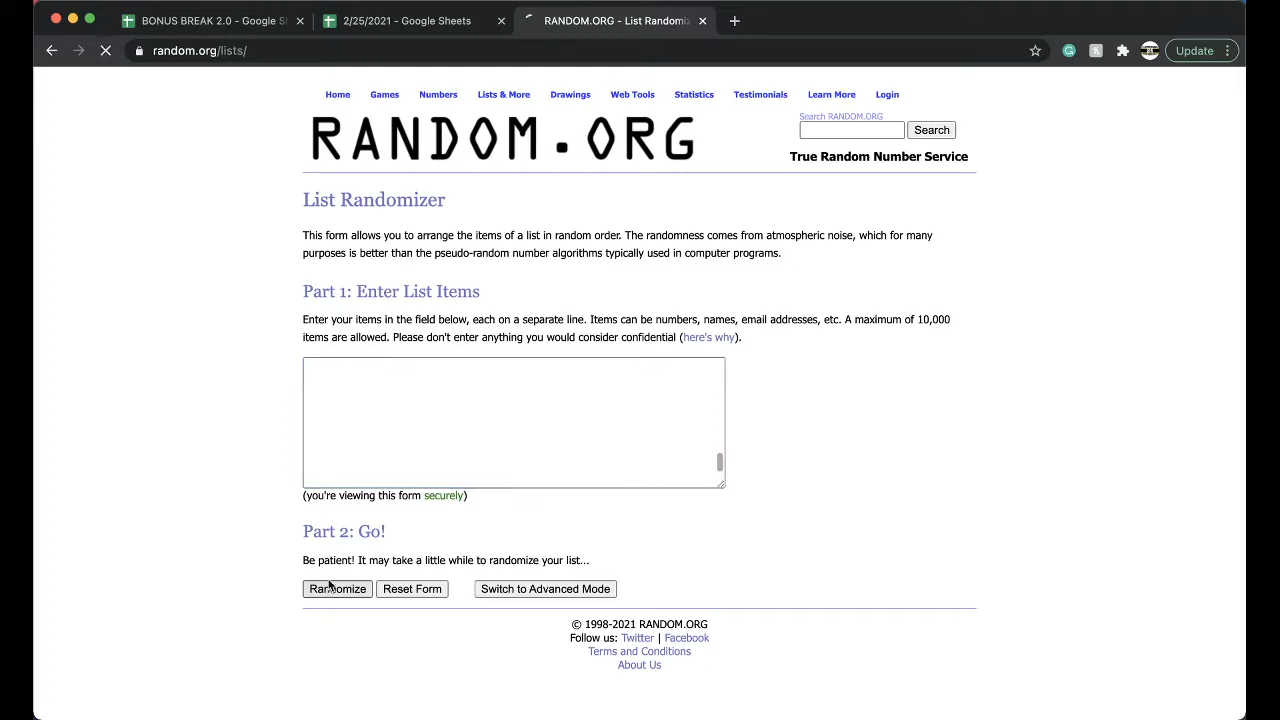 BONUS BREAK 2.0 - Google S
2/25/2021 - Google Sheets
RANDOM.ORG - List Randomiz
random.org/lists/
Update
Home Games Numbers Lists & More Drawings Web Tools Statistics Testimonials Learn More Login
RANDOM.ORG
Search RANDOM.ORG
Search
True Random Number Service
List Randomizer
This form allows you to arrange the items of a list in random order. The randomness comes from atmospheric noise, which for many
purposes is better than the pseudo-random number algorithms typically used in computer programs.
Part 1: Enter List Items
Enter your items in the field below, each on a separate line. Items can be numbers, names, email addresses, etc. A maximum of 10,000
items are allowed. Please don't enter anything you would consider confidential (here's why).
(you're viewing this form securely)
Part 2: Go!
Be patient! It may take a little while to randomize your list...
Randomize Reset Form Switch to Advanced Mode
© 1998-2021 RANDOM.ORG
Follow us: Twitter | Facebook
Terms and Conditions
About Us